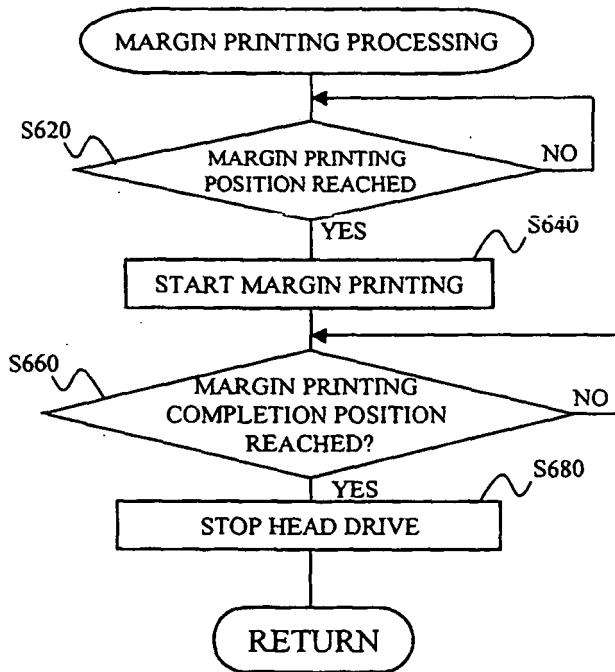 MARGIN PRINTING PROCESSING
S620
MARGIN PRINTING
POSITION REACHED
NO
YES
S640
START MARGIN PRINTING
S660
MARGIN PRINTING
COMPLETION POSITION
REACHED?
NO
YES
S680
STOP HEAD DRIVE
RETURN